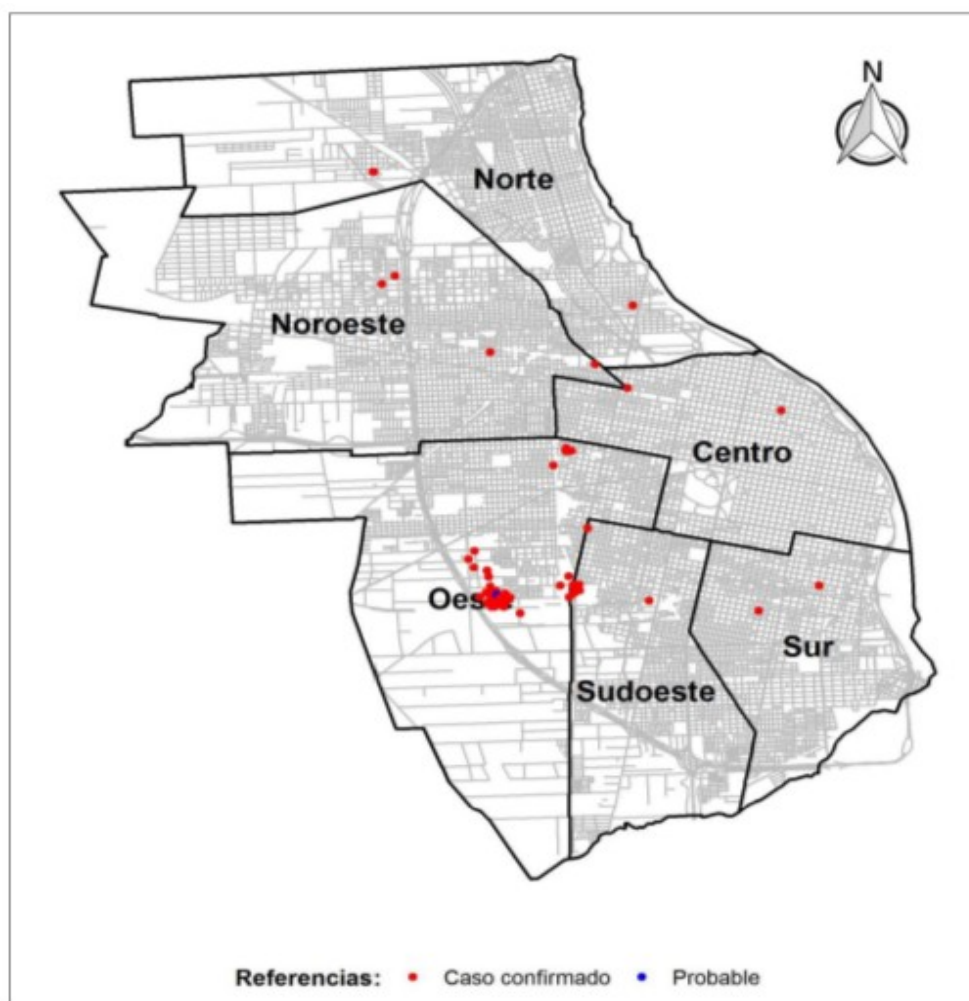 N
Norte
Noroeste
Centro
Oeste
Sur
Sudoeste
Referencias: Caso confirmado Probable